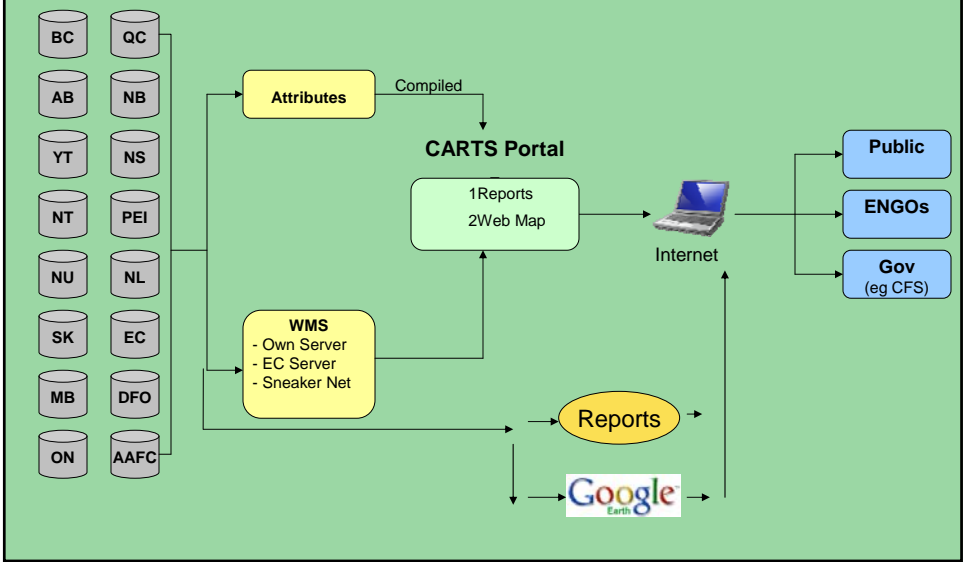 BC
QC
AB
NB
YT
NS
NT
PEI
NU
NL
SK
EC
MB
DFO
ON
AAFC
Attributes
Compiled
CARTS Portal
1Reports
2Web Map
WMS
- Own Server
- EC Server
- Sneaker Net
Internet
Public
ENGOs
Gov
(eg CFS)
Reports
Google™
Earth